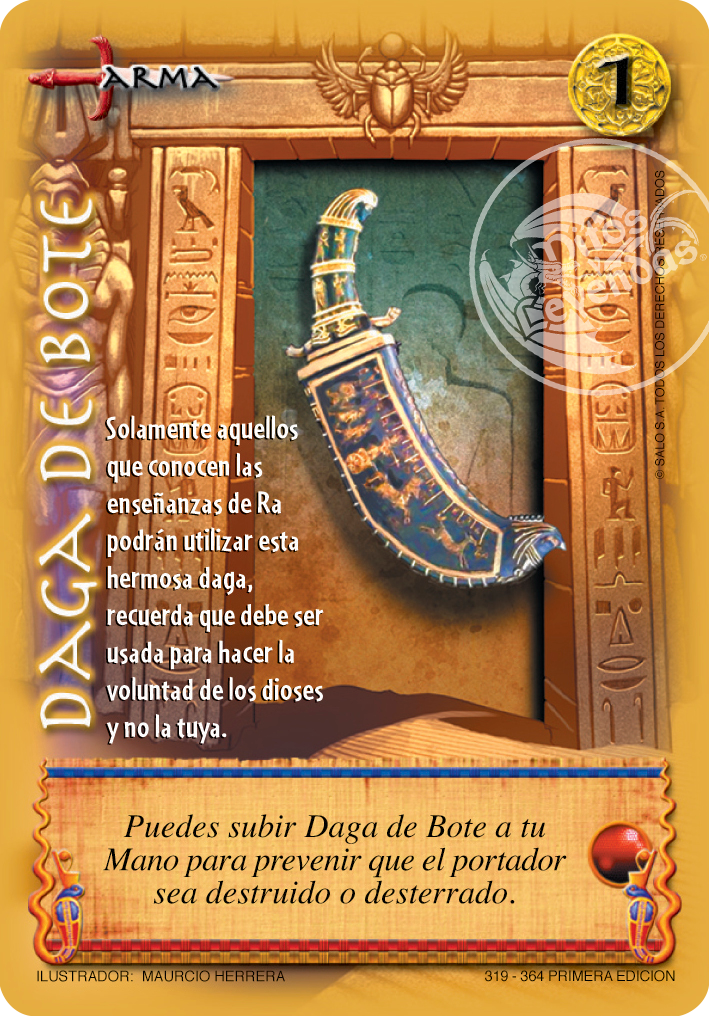 ARMA
1
DAGA DE BOTE
Mitos
Leyendas
© SALO S.A. TODOS LOS DERECHOS RESERVADOS
Solamente aquellos
que conocen las
enseñanzas de Ra
podrán utilizar esta
hermosa daga,
recuerda que debe ser
usada para hacer la
voluntad de los dioses
y no la tuya.
Puedes subir Daga de Bote a tu
Mano para prevenir que el portador
sea destruido o desterrado.
ILUSTRADOR: MAURCIO HERRERA
319 - 364 PRIMERA EDICION